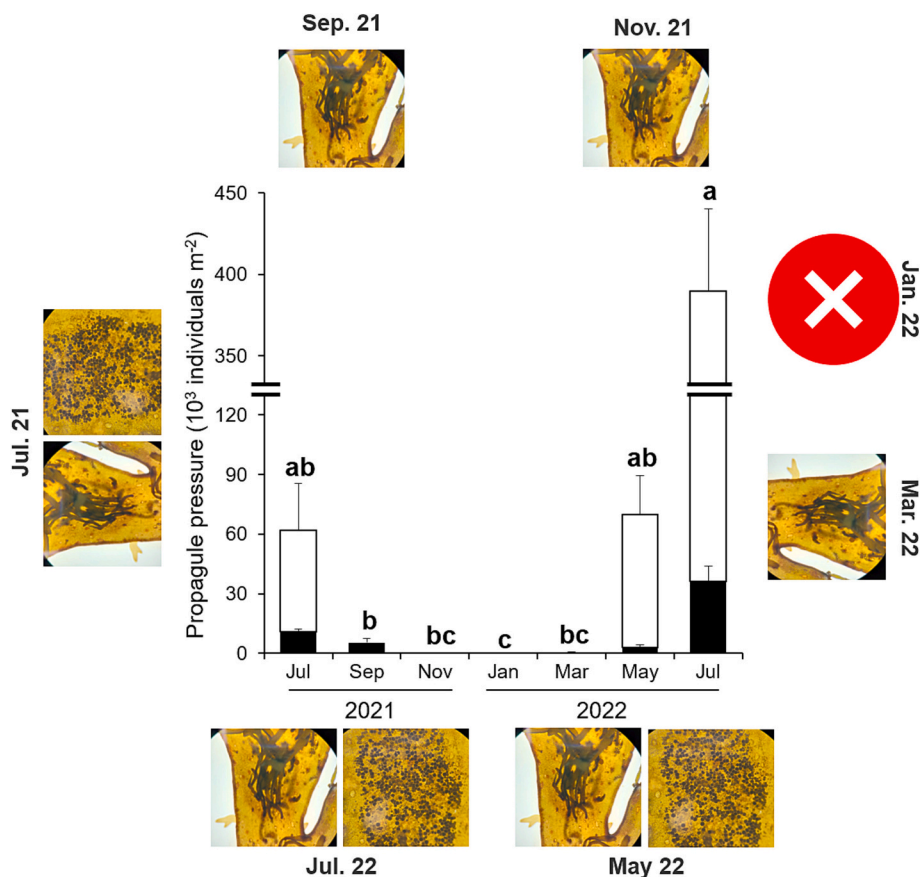 Sep. 21
Nov. 21
Jul. 21
Jan. 22
Mar. 22
Propagule pressure (10³ individuals m⁻²)
450
400
350
120
90
60
30
0
ab
b
bc
c
bc
ab
a
Jul Sep Nov Jan Mar May Jul
2021 2022
Jul. 22
May 22